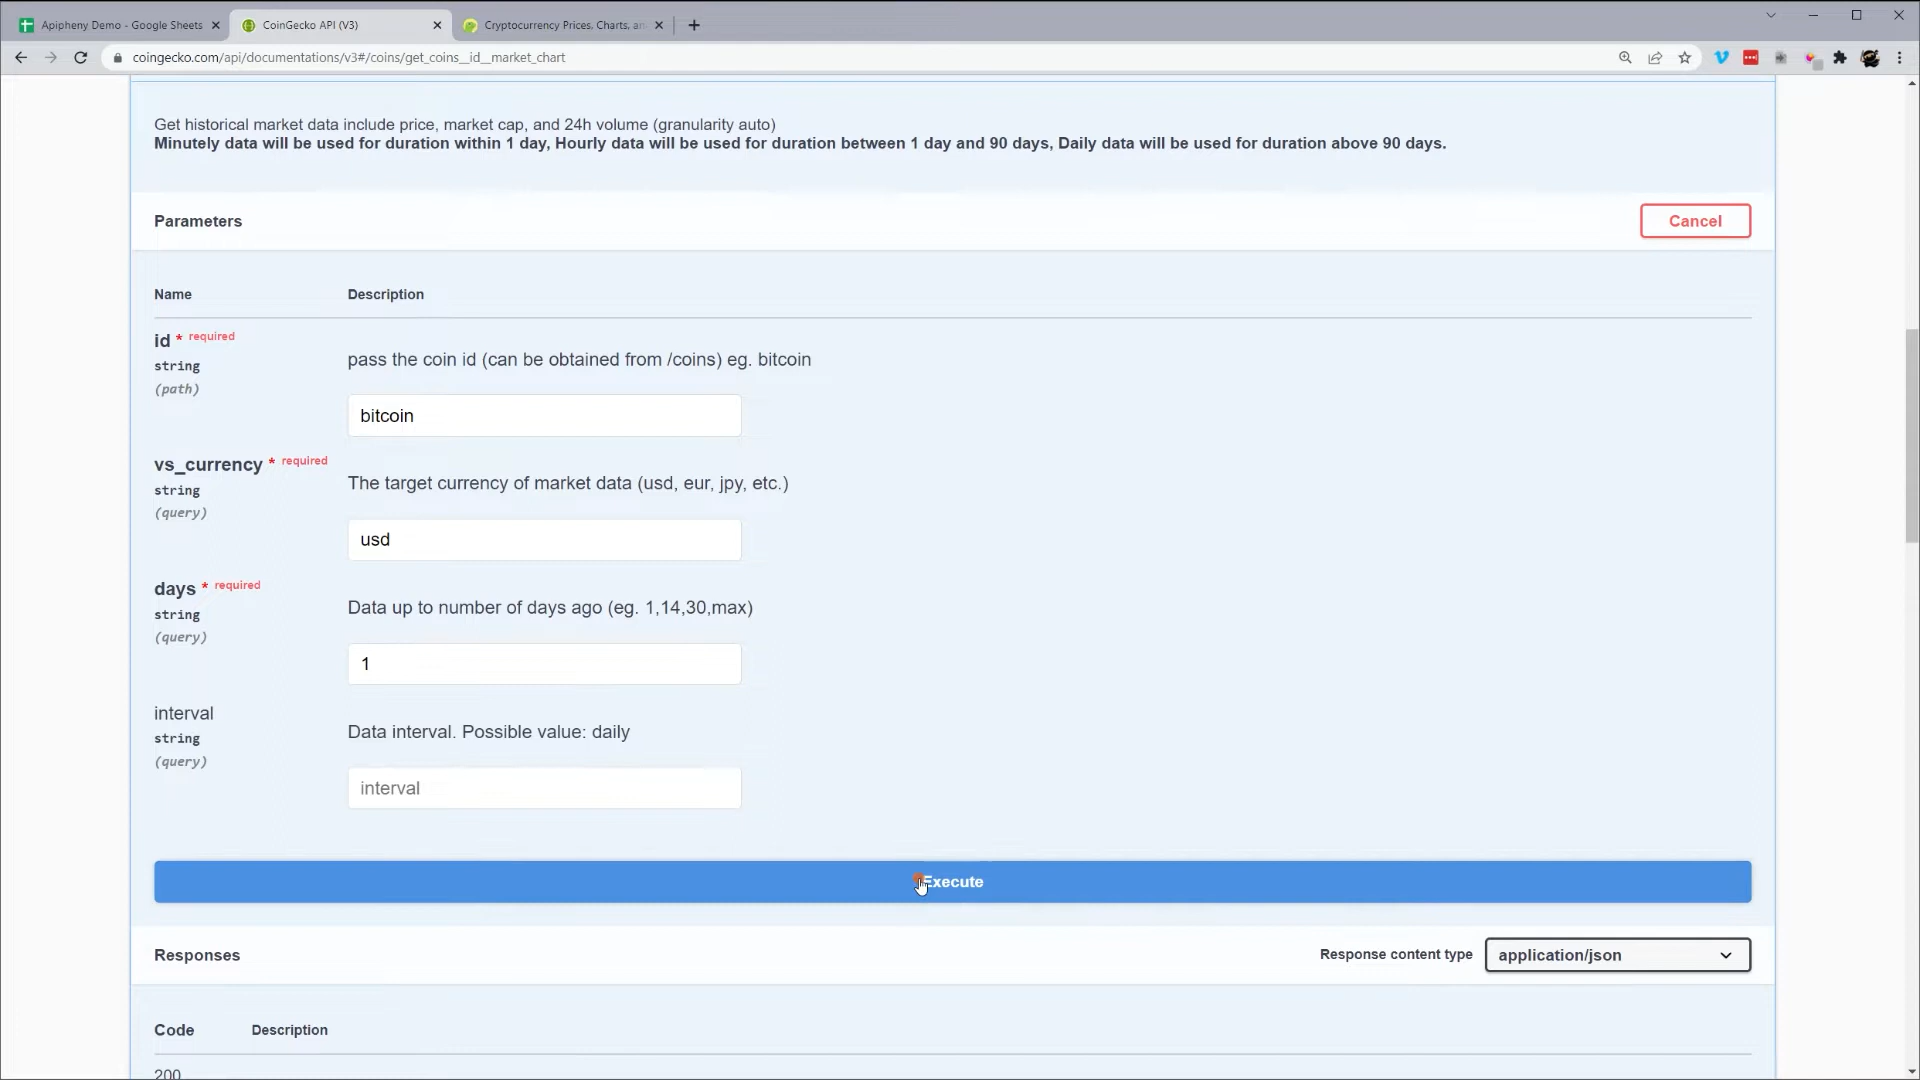 Apipheny Demo - Google Sheets
CoinGecko API (V3)
Cryptocurrency Prices, Charts, an
coingecko.com/api/documentations/v3#/coins/get_coins__id__market_chart
Get historical market data include price, market cap, and 24h volume (granularity auto)
Minutely data will be used for duration within 1 day, Hourly data will be used for duration between 1 day and 90 days, Daily data will be used for duration above 90 days.
Parameters
Cancel
Name Description
id * required
string
(path)
pass the coin id (can be obtained from /coins) eg. bitcoin
bitcoin
vs_currency * required
string
(query)
The target currency of market data (usd, eur, jpy, etc.)
usd
days * required
string
(query)
Data up to number of days ago (eg. 1,14,30,max)
1
interval
string
(query)
Data interval. Possible value: daily
interval
Execute
Responses
Response content type
application/json
Code Description
200